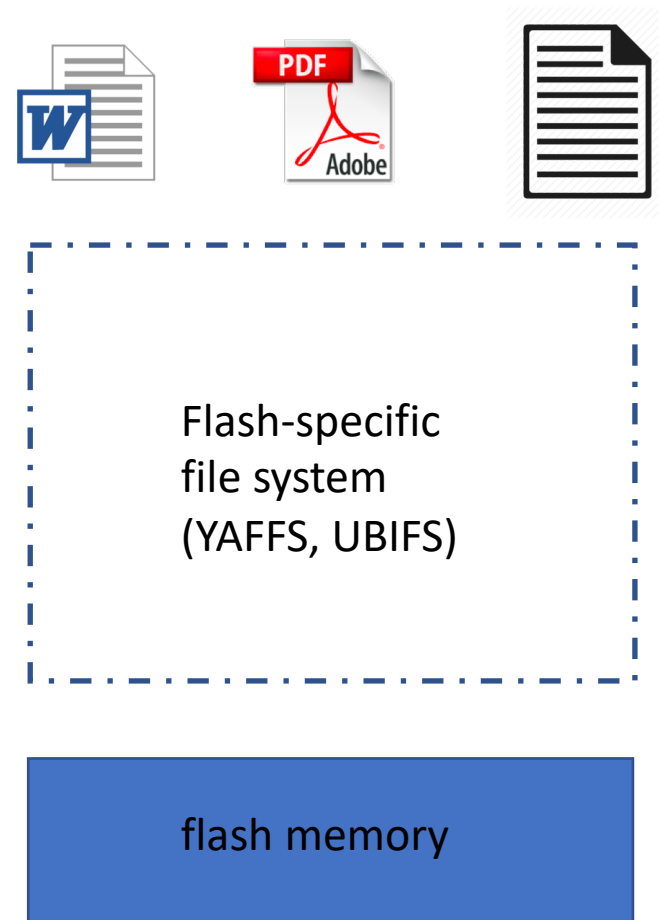 W
PDF
Adobe
Flash-specific
file system
(YAFFS, UBIFS)
flash memory